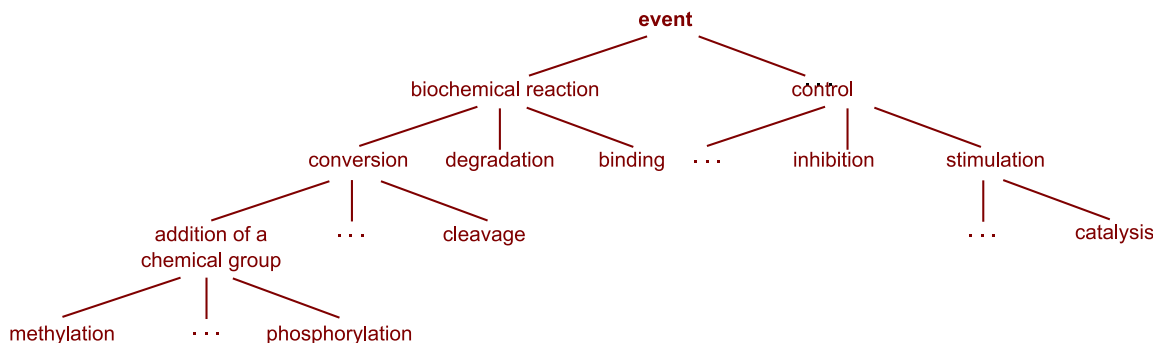 event
biochemical reaction
control
...
conversion
degradation
binding
...
inhibition
stimulation
addition of a
chemical group
...
cleavage
...
catalysis
methylation
...
phosphorylation